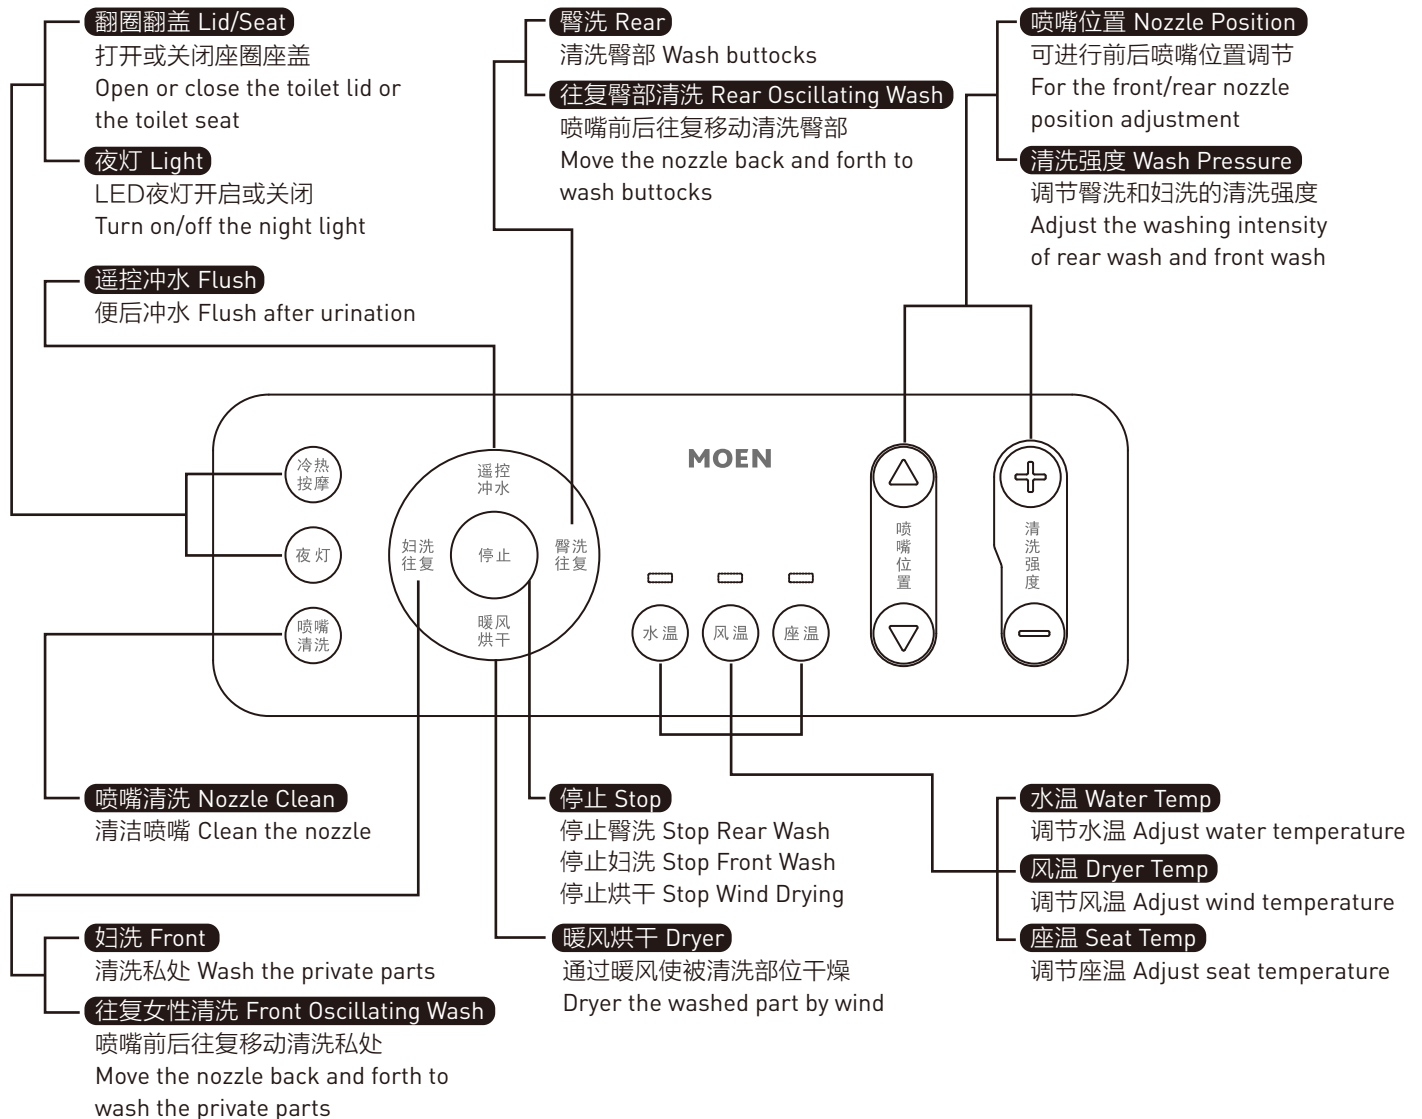 翻圈翻盖 Lid/Seat
打开或关闭座圈座盖
Open or close the toilet lid or
the toilet seat
夜灯 Light
LED夜灯开启或关闭
Turn on/off the night light
遥控冲水 Flush
便后冲水 Flush after urination
臀洗 Rear
清洗臀部 Wash buttocks
往复臀部清洗 Rear Oscillating Wash
喷嘴前后往复移动清洗臀部
Move the nozzle back and forth to
wash buttocks
喷嘴位置 Nozzle Position
可进行前后喷嘴位置调节
For the front/rear nozzle
position adjustment
清洗强度 Wash Pressure
调节臀洗和妇洗的清洗强度
Adjust the washing intensity
of rear wash and front wash
冷热
按摩
夜灯
喷嘴
清洗
遥控
冲水
妇洗
往复
停止
臀洗
往复
暖风
烘干
MOEN
水温
风温
座温
喷嘴位置
清洗强度
喷嘴清洗 Nozzle Clean
清洁喷嘴 Clean the nozzle
妇洗 Front
清洗私处 Wash the private parts
往复女性清洗 Front Oscillating Wash
喷嘴前后往复移动清洗私处
Move the nozzle back and forth to
wash the private parts
停止 Stop
停止臀洗 Stop Rear Wash
停止妇洗 Stop Front Wash
停止烘干 Stop Wind Drying
暖风烘干 Dryer
通过暖风使被清洗部位干燥
Dryer the washed part by wind
水温 Water Temp
调节水温 Adjust water temperature
风温 Dryer Temp
调节风温 Adjust wind temperature
座温 Seat Temp
调节座温 Adjust seat temperature